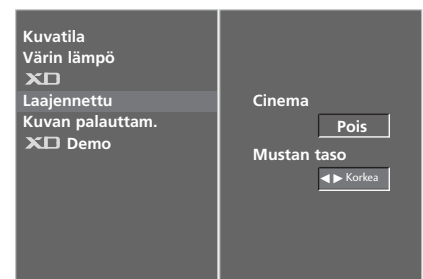 Kuvatila
Värin lämpö
XD
Laajennettu
Kuvan palauttam.
XD Demo
Cinema
Pois
Mustan taso
◀ ▶ Korkea